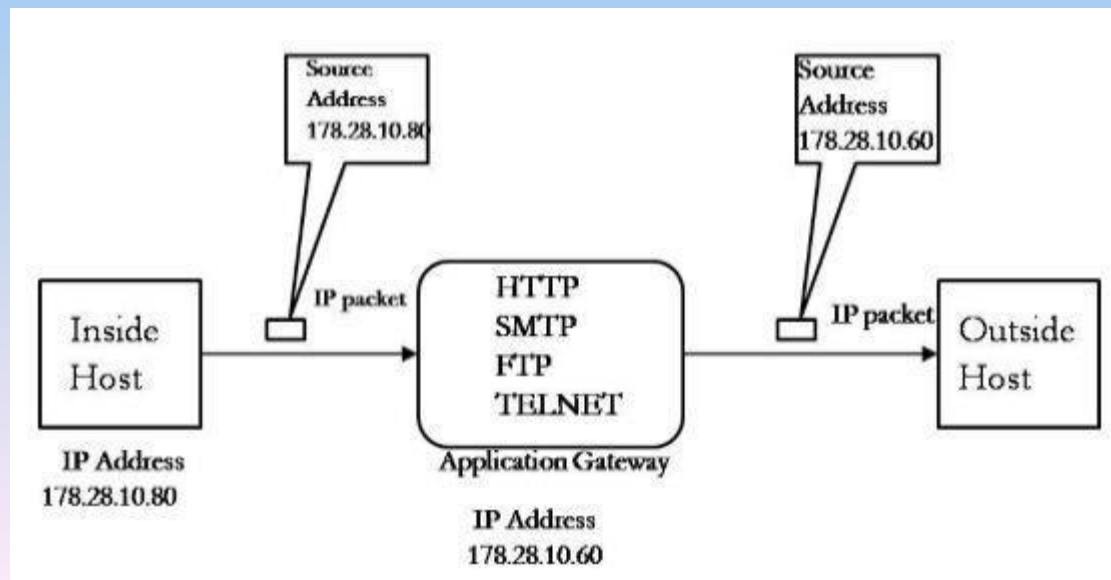 Source
Address
178.28.10.80
Source
Address
178.28.10.60
IP packet
IP packet
Inside
Host
HTTP
SMTP
FTP
TELNET
Outside
Host
IP Address
178.28.10.80
Application Gateway
IP Address
178.28.10.60